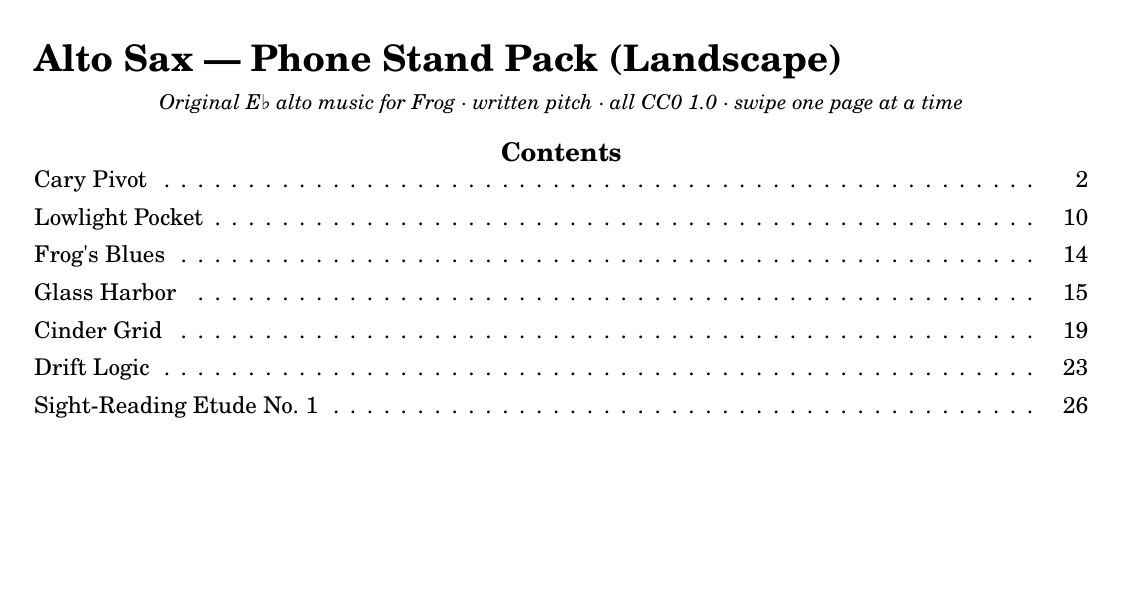 Alto Sax — Phone Stand Pack (Landscape)
Original E♭ alto music for Frog · written pitch · all CC0 1.0 · swipe one page at a time
Contents
Cary Pivot . . . . . . . . . . . . . . . . . . . . . . . . . . . . . . . . . . . . . . . . . . . . . . . . . . . . 2
Lowlight Pocket . . . . . . . . . . . . . . . . . . . . . . . . . . . . . . . . . . . . . . . . . . . . . . . . . 10
Frog's Blues . . . . . . . . . . . . . . . . . . . . . . . . . . . . . . . . . . . . . . . . . . . . . . . . . . . 14
Glass Harbor . . . . . . . . . . . . . . . . . . . . . . . . . . . . . . . . . . . . . . . . . . . . . . . . . . 15
Cinder Grid . . . . . . . . . . . . . . . . . . . . . . . . . . . . . . . . . . . . . . . . . . . . . . . . . . . 19
Drift Logic . . . . . . . . . . . . . . . . . . . . . . . . . . . . . . . . . . . . . . . . . . . . . . . . . . . . 23
Sight-Reading Etude No. 1 . . . . . . . . . . . . . . . . . . . . . . . . . . . . . . . . . . . . . . . . . . 26